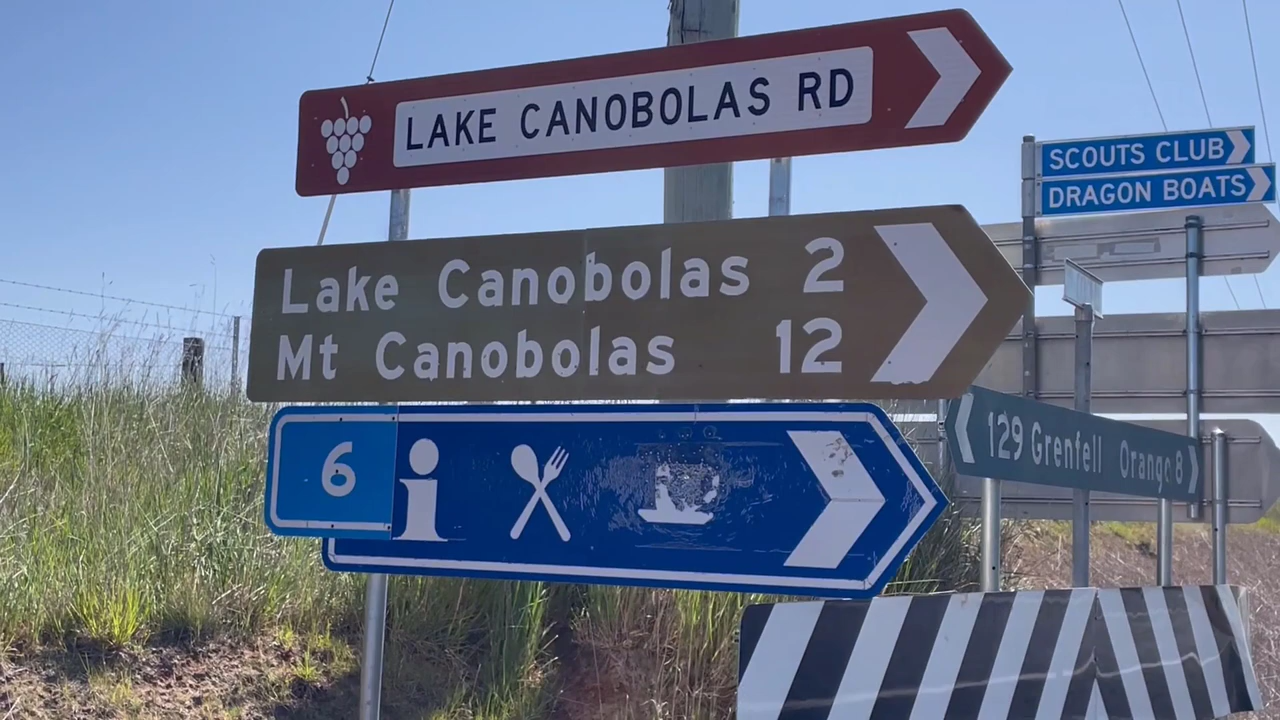 LAKE CANOBOLAS RD
SCOUTS CLUB
DRAGON BOATS
Lake Canobolas 2
Mt Canobolas 12
129 Grenfell Orange 8
6